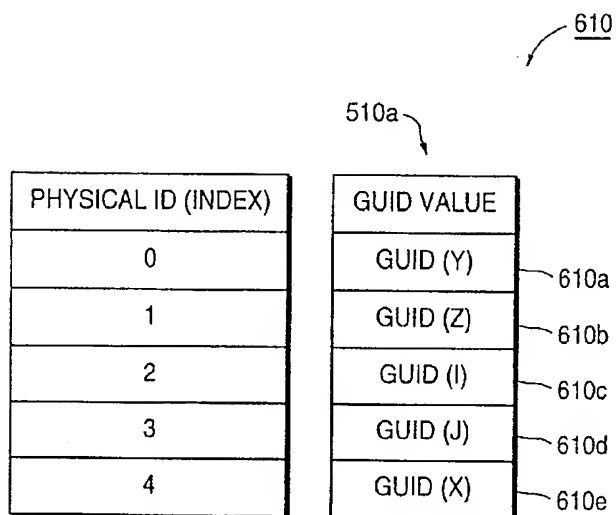 610
510a
PHYSICAL ID (INDEX) GUID VALUE
0 GUID (Y) 610a
1 GUID (Z) 610b
2 GUID (I) 610c
3 GUID (J) 610d
4 GUID (X) 610e